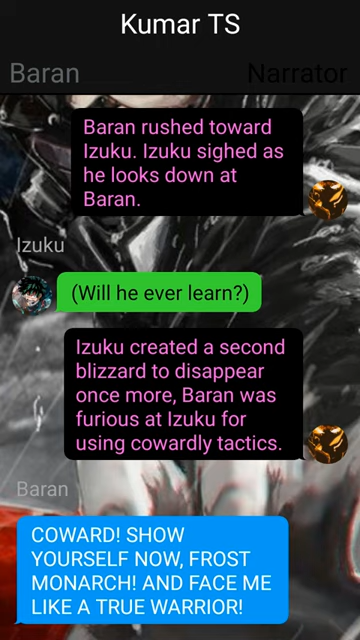 Kumar TS
Baran
Narrator
Baran rushed toward
Izuku. Izuku sighed as
he looks down at
Baran.
Izuku
(Will he ever learn?)
Izuku created a second
blizzard to disappear
once more, Baran was
furious at Izuku for
using cowardly tactics.
Baran
COWARD! SHOW
YOURSELF NOW, FROST
MONARCH! AND FACE ME
LIKE A TRUE WARRIOR!